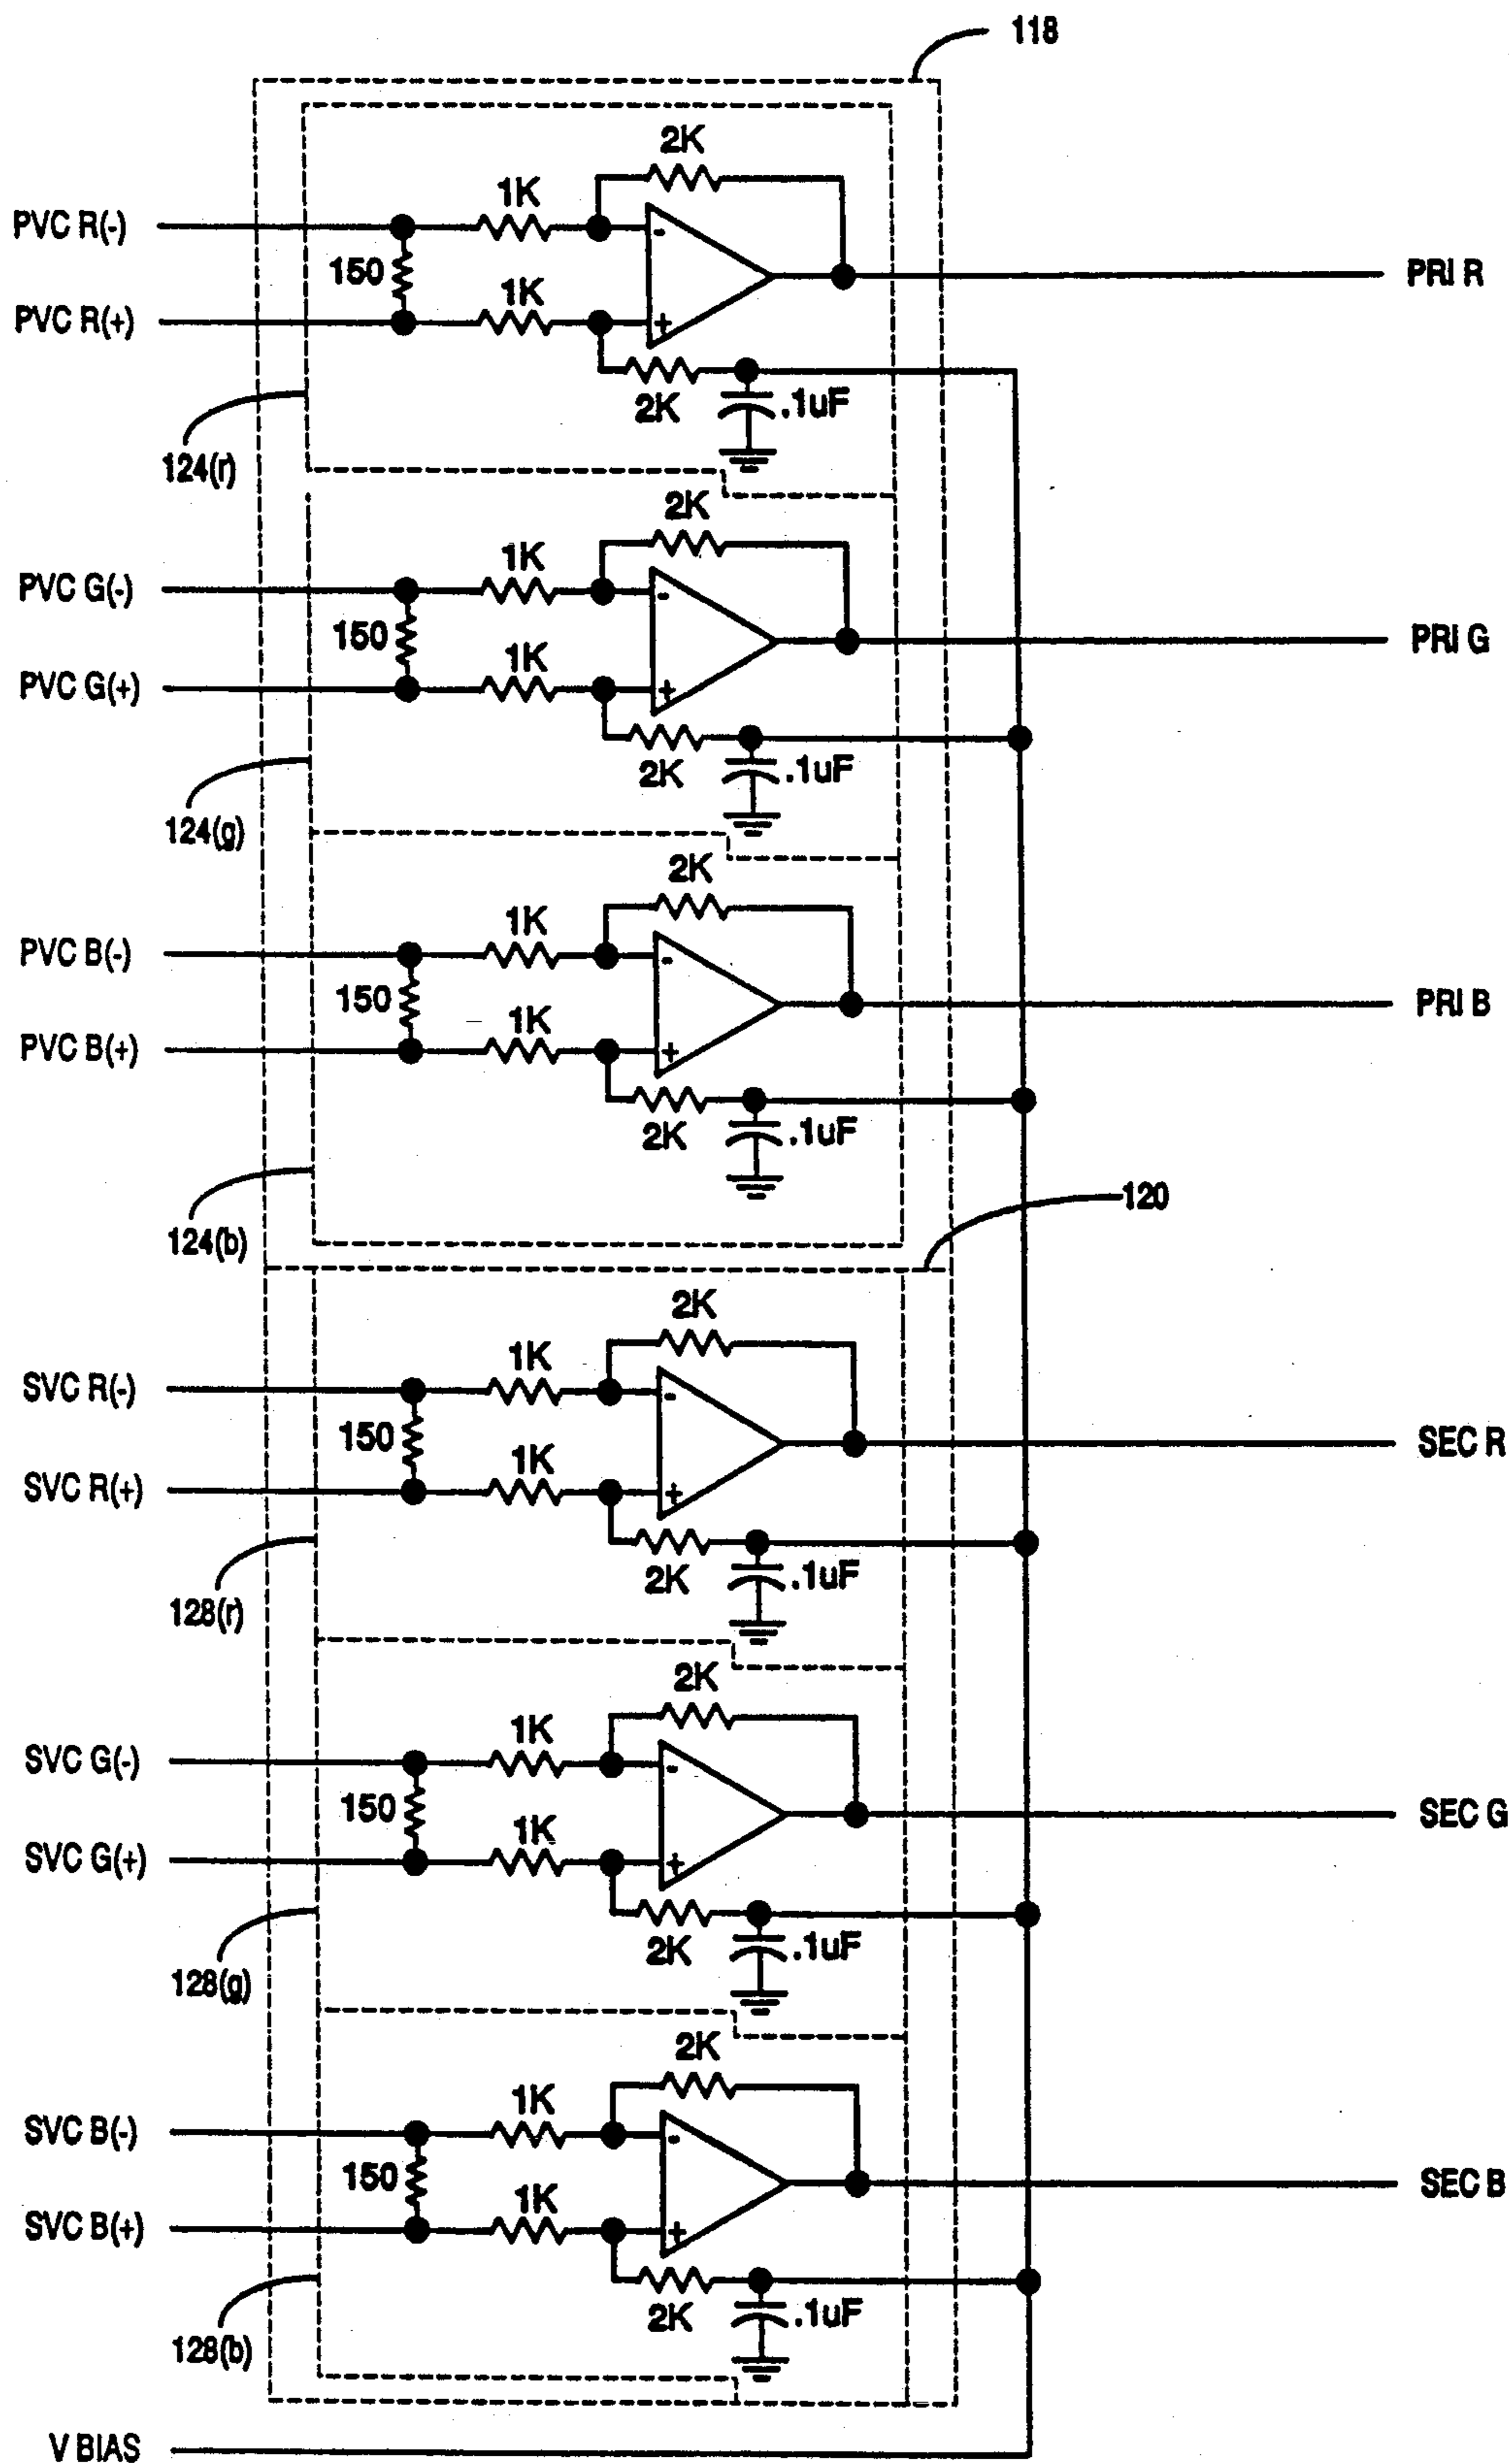 118
2K
1K
PVC R(-)
150
PRI R
1K
PVC R(+)
-
+
2K
.1uF
124(r)
2K
1K
PVC G(-)
150
PRI G
1K
PVC G(+)
-
+
2K
.1uF
124(g)
2K
1K
PVC B(-)
150
PRI B
1K
PVC B(+)
-
+
2K
.1uF
120
124(b)
2K
1K
SVC R(-)
150
SEC R
1K
SVC R(+)
-
+
2K
.1uF
128(r)
2K
1K
SVC G(-)
150
SEC G
1K
SVC G(+)
-
+
2K
.1uF
128(g)
2K
1K
SVC B(-)
150
SEC B
1K
SVC B(+)
-
+
2K
.1uF
128(b)
V BIAS